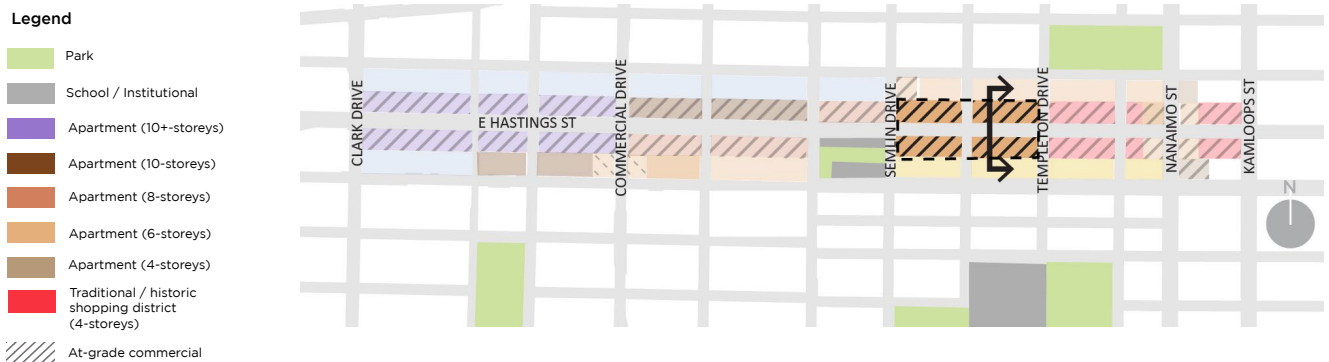 Legend
Park
School / Institutional
Apartment (10+-storeys)
Apartment (10-storeys)
Apartment (8-storeys)
Apartment (6-storeys)
Apartment (4-storeys)
Traditional / historic
shopping district
(4-storeys)
At-grade commercial
CLARK DRIVE
E HASTINGS ST
COMMERCIAL DRIVE
SEMLIN DRIVE
TEMPLETON DRIVE
NANAIMO ST
KAMLOOPS ST
N